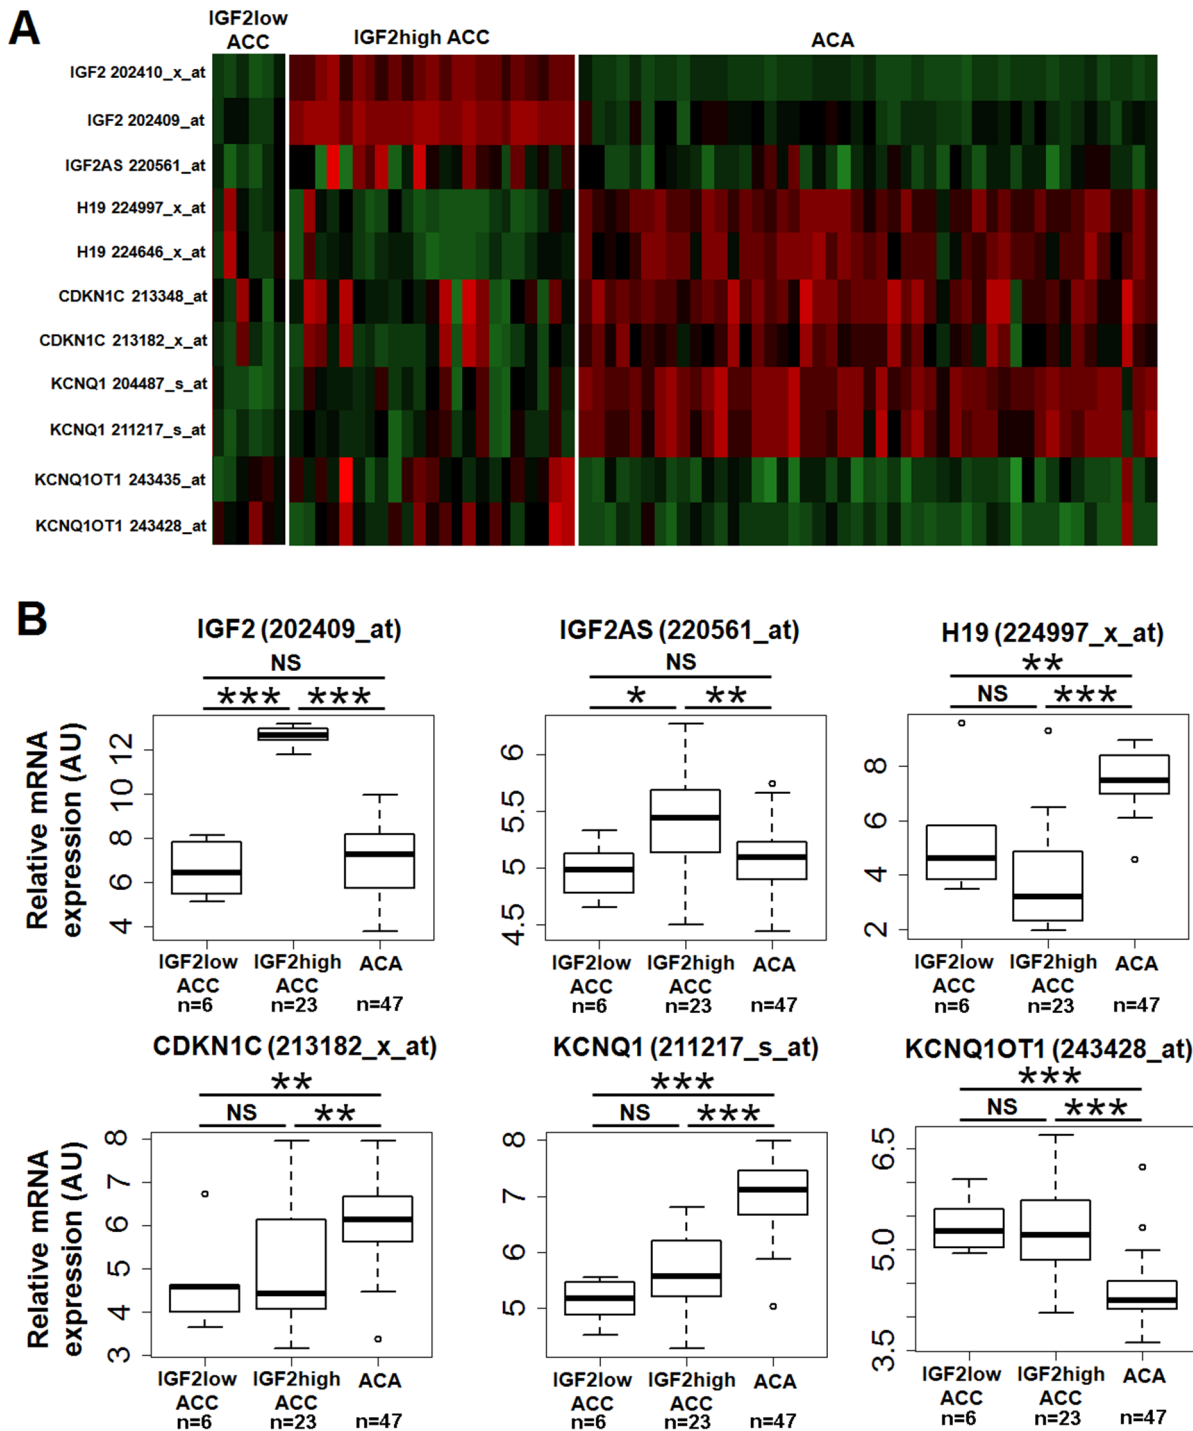 A
IGF2low
ACC
IGF2high ACC
ACA
IGF2 202410_x_at
IGF2 202409_at
IGF2AS 220561_at
H19 224997_x_at
H19 224646_x_at
CDKN1C 213348_at
CDKN1C 213182_x_at
KCNQ1 204487_s_at
KCNQ1 211217_s_at
KCNQ1OT1 243435_at
KCNQ1OT1 243428_at
B
IGF2 (202409_at)
NS
*** ***
Relative mRNA
expression (AU)
12
10
8
6
4
IGF2low
ACC
n=6
IGF2high
ACC
n=23
ACA
n=47
IGF2AS (220561_at)
NS
* **
6
5.5
5
4.5
IGF2low
ACC
n=6
IGF2high
ACC
n=23
ACA
n=47
H19 (224997_x_at)
**
NS ***
8
6
4
2
IGF2low
ACC
n=6
IGF2high
ACC
n=23
ACA
n=47
CDKN1C (213182_x_at)
**
NS **
Relative mRNA
expression (AU)
8
7
6
5
4
3
IGF2low
ACC
n=6
IGF2high
ACC
n=23
ACA
n=47
KCNQ1 (211217_s_at)
***
NS ***
8
7
6
5
IGF2low
ACC
n=6
IGF2high
ACC
n=23
ACA
n=47
KCNQ1OT1 (243428_at)
***
NS ***
6.5
5.0
3.5
IGF2low
ACC
n=6
IGF2high
ACC
n=23
ACA
n=47